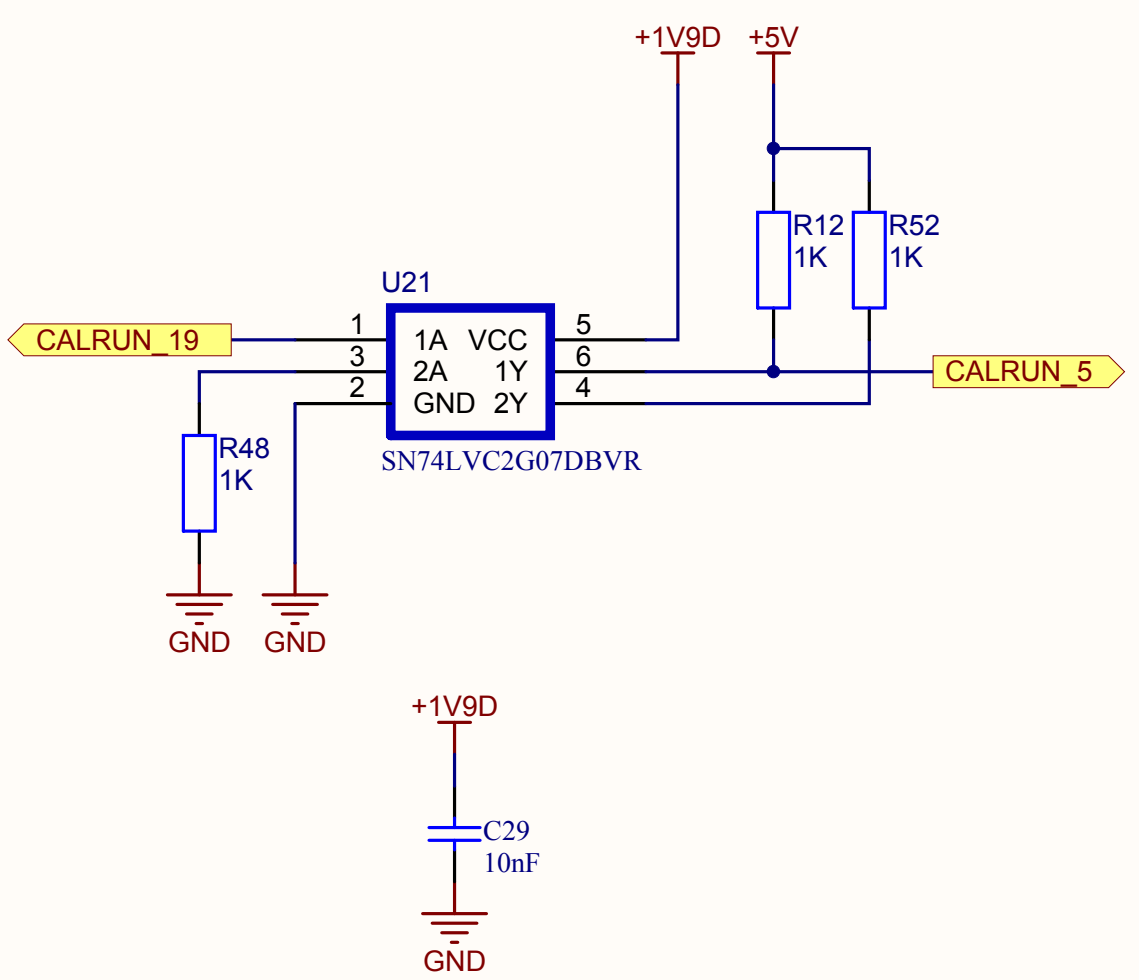 +1V9D +5V
R12 R52
1K 1K
U21
CALRUN_19 1 1A VCC 5
3 2A 1Y 6 CALRUN_5
2 GND 2Y 4
SN74LVC2G07DBVR
R48
1K
GND GND
+1V9D
C29
10nF
GND